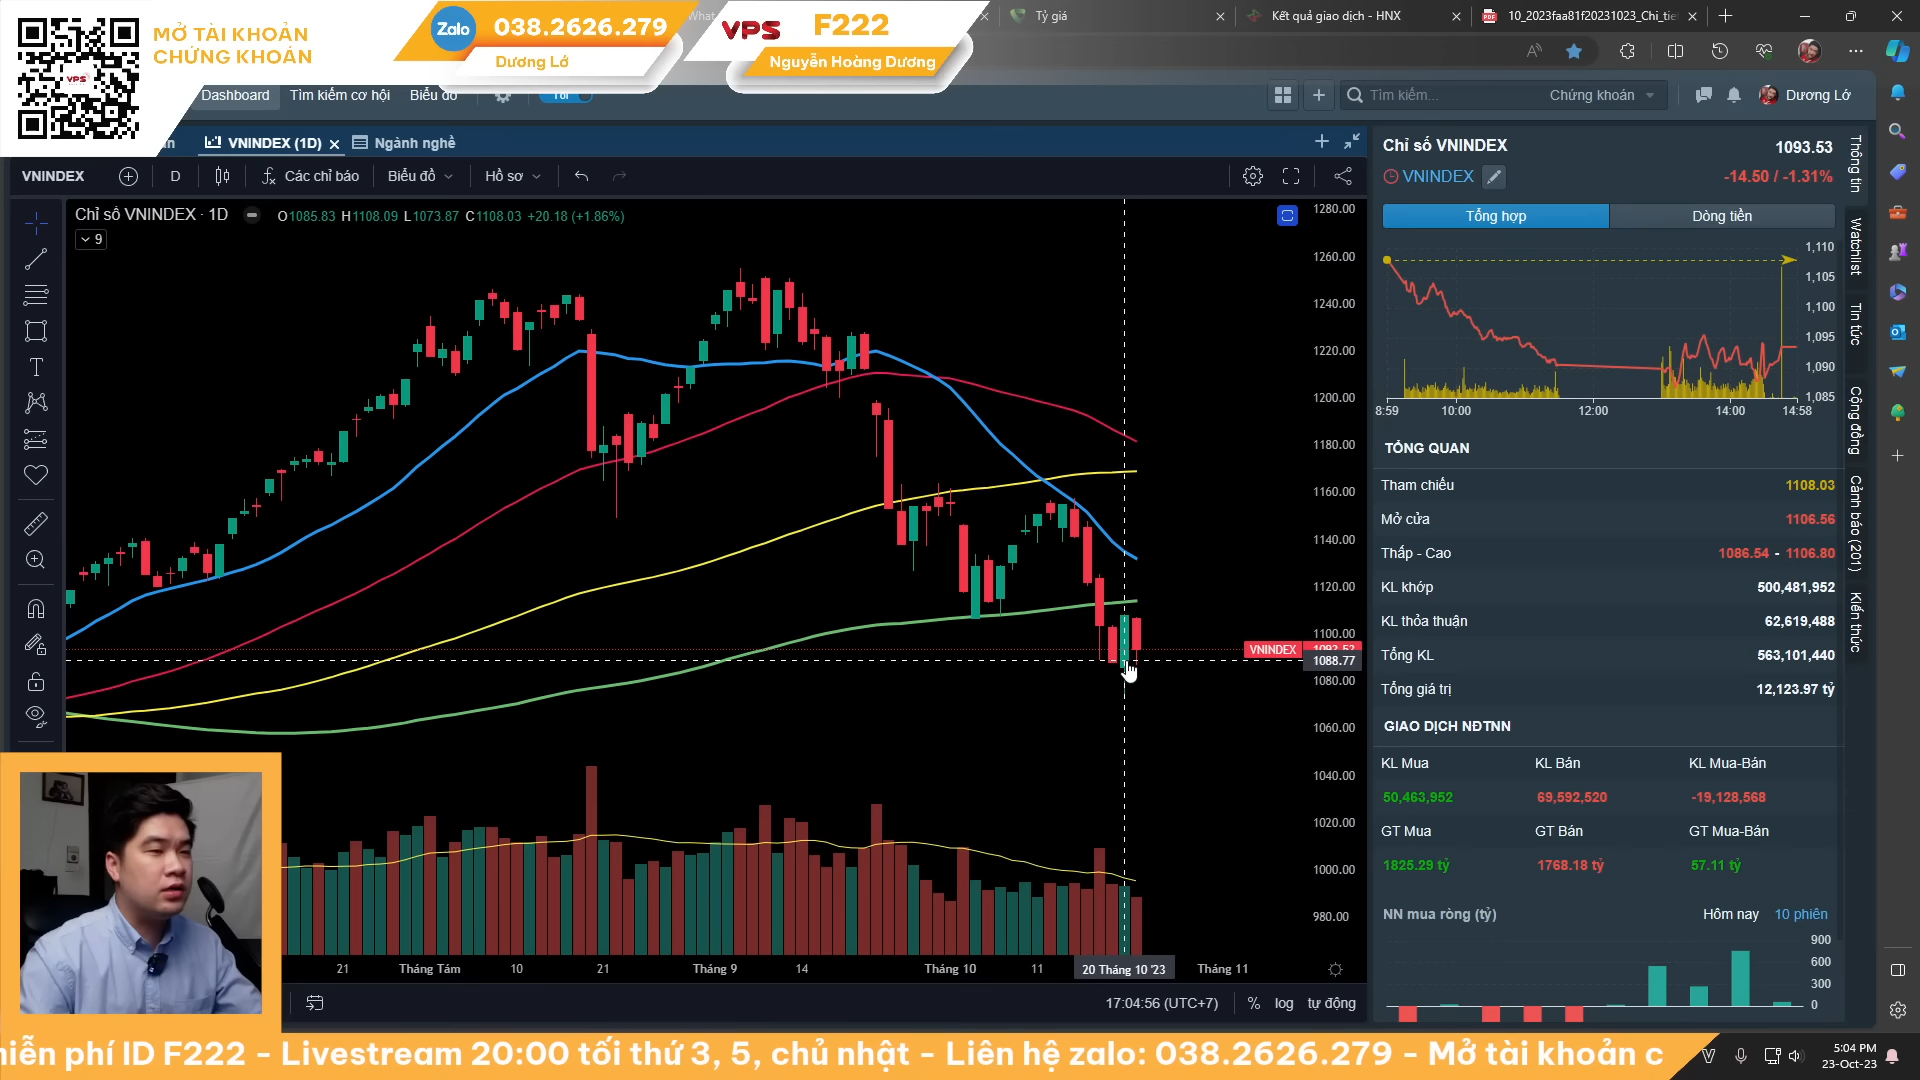 MỞ TÀI KHOẢN
CHỨNG KHOÁN
VPS
Zalo
038.2626.279
Dương Lớ
VPS
F222
Nguyễn Hoàng Dương
Tỷ giá
Kết quả giao dịch - HNX
10_2023faa81f20231023_Chi_tie
Dashboard
Tìm kiếm cơ hội
Biểu đồ
Tối
Tìm kiếm...
Chứng khoán
Dương Lớ
VNINDEX (1D)
Ngành nghề
VNINDEX
D
Các chỉ báo
Biểu đồ
Hồ sơ
Chỉ số VNINDEX · 1D
O1085.83 H1108.09 L1073.87 C1108.03 +20.18 (+1.86%)
9
1280.00
1260.00
1240.00
1220.00
1200.00
1180.00
1160.00
1140.00
1120.00
1100.00
VNINDEX
1088.77
1080.00
1060.00
1040.00
1020.00
1000.00
980.00
21
Tháng Tám
10
21
Tháng 9
14
Tháng 10
11
20 Tháng 10 '23
Tháng 11
17:04:56 (UTC+7)
%
log
tự động
Chỉ số VNINDEX
1093.53
VNINDEX
-14.50 / -1.31%
Tổng hợp
Dòng tiền
1,110
1,105
1,100
1,095
1,090
1,085
8:59
10:00
12:00
14:00
14:58
TỔNG QUAN
Tham chiếu
1108.03
Mở cửa
1106.56
Thấp - Cao
1086.54 - 1106.80
KL khớp
500,481,952
KL thỏa thuận
62,619,488
Tổng KL
563,101,440
Tổng giá trị
12,123.97 tỷ
GIAO DỊCH NĐTNN
KL Mua
KL Bán
KL Mua-Bán
50,463,952
69,592,520
-19,128,568
GT Mua
GT Bán
GT Mua-Bán
1825.29 tỷ
1768.18 tỷ
57.11 tỷ
NN mua ròng (tỷ)
Hôm nay
10 phiên
900
600
300
0
Thông tin
Watchlist
Tin tức
Cộng đồng
Cảnh báo (201)
Kiến thức
niễn phí ID F222 - Livestream 20:00 tối thứ 3, 5, chủ nhật - Liên hệ zalo: 038.2626.279 - Mở tài khoản c
5:04 PM
23-Oct-23